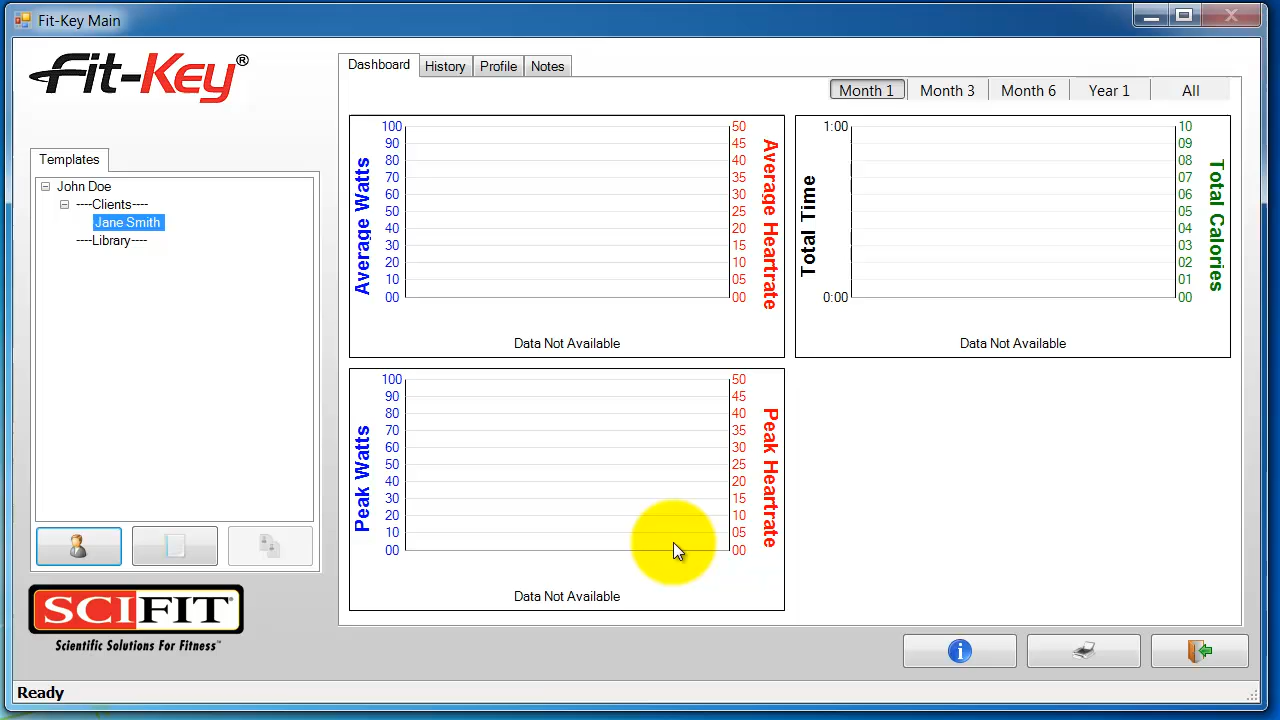 Fit-Key Main
Fit-Key®
Templates
John Doe
----Clients----
Jane Smith
----Library----
SCIFIT
Scientific Solutions For Fitness™
Dashboard
History
Profile
Notes
Month 1
Month 3
Month 6
Year 1
All
Average Watts
100
90
80
70
60
50
40
30
20
10
00
50
45
40
35
30
25
20
15
10
05
00
Average Heartrate
Data Not Available
Total Time
1:00
0:00
10
09
08
07
06
05
04
03
02
01
00
Total Calories
Data Not Available
Peak Watts
100
90
80
70
60
50
40
30
20
10
00
50
45
40
35
30
25
20
15
10
05
00
Peak Heartrate
Data Not Available
Ready